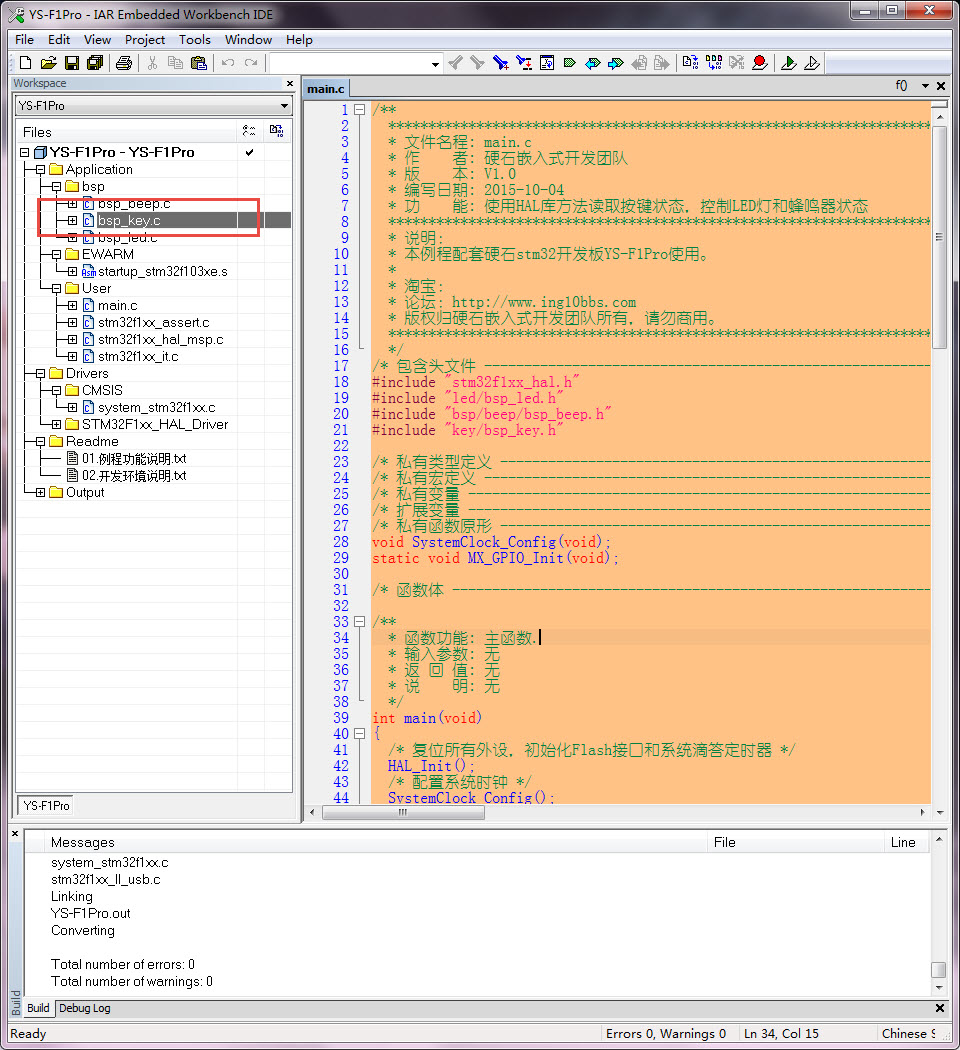 YS-F1Pro - IAR Embedded Workbench IDE
File Edit View Project Tools Window Help
Workspace
YS-F1Pro
Files
YS-F1Pro - YS-F1Pro
Application
bsp
bsp_beep.c
bsp_key.c
bsp_led.c
EWARM
startup_stm32f103xe.s
User
main.c
stm32f1xx_assert.c
stm32f1xx_hal_msp.c
stm32f1xx_it.c
Drivers
CMSIS
system_stm32f1xx.c
STM32F1xx_HAL_Driver
Readme
01.例程功能说明.txt
02.开发环境说明.txt
Output
YS-F1Pro
main.c
f()
1 /**
2 ********************************************************************
3 * 文件名程: main.c
4 * 作    者: 硬石嵌入式开发团队
5 * 版    本: V1.0
6 * 编写日期: 2015-10-04
7 * 功    能: 使用HAL库方法读取按键状态，控制LED灯和蜂鸣器状态
8 ********************************************************************
9 * 说明:
10 * 本例程配套硬石stm32开发板YS-F1Pro使用。
11 *
12 * 淘宝:
13 * 论坛: http://www.ing10bbs.com
14 * 版权归硬石嵌入式开发团队所有，请勿商用。
15 ********************************************************************
16 */
17 /* 包含头文件 ----------------------------------------------------------
18 #include "stm32f1xx_hal.h"
19 #include "led/bsp_led.h"
20 #include "bsp/beep/bsp_beep.h"
21 #include "key/bsp_key.h"
22
23 /* 私有类型定义 --------------------------------------------------------
24 /* 私有宏定义 ----------------------------------------------------------
25 /* 私有变量 ------------------------------------------------------------
26 /* 扩展变量 ------------------------------------------------------------
27 /* 私有函数原形 --------------------------------------------------------
28 void SystemClock_Config(void);
29 static void MX_GPIO_Init(void);
30
31 /* 函数体 --------------------------------------------------------------
32
33 /**
34 * 函数功能: 主函数.
35 * 输入参数: 无
36 * 返 回 值: 无
37 * 说    明: 无
38 */
39 int main(void)
40 {
41 /* 复位所有外设，初始化Flash接口和系统滴答定时器 */
42 HAL_Init();
43 /* 配置系统时钟 */
44 SystemClock_Config();
Messages File Line
system_stm32f1xx.c
stm32f1xx_ll_usb.c
Linking
YS-F1Pro.out
Converting
Total number of errors: 0
Total number of warnings: 0
Build
Build Debug Log
Ready Errors 0, Warnings 0 Ln 34, Col 15 Chinese S